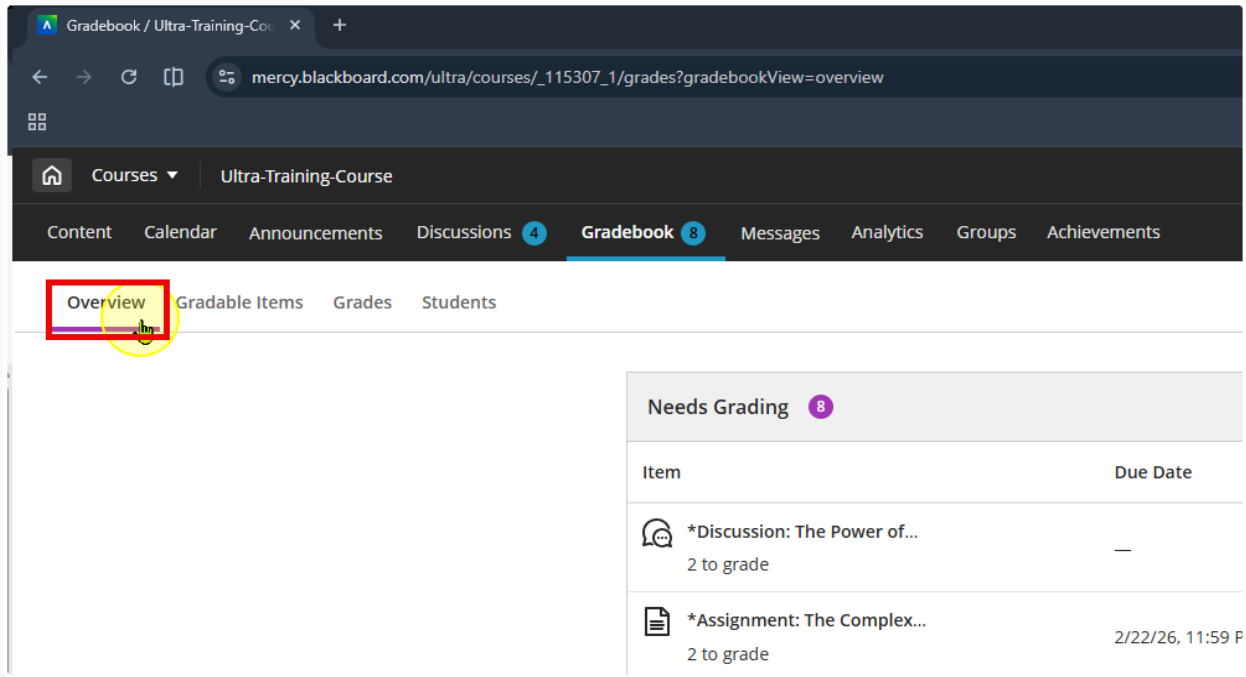 Gradebook / Ultra-Training-Cou
mercy.blackboard.com/ultra/courses/_115307_1/grades?gradebookView=overview
Courses Ultra-Training-Course
Content Calendar Announcements Discussions 4 Gradebook 8 Messages Analytics Groups Achievements
Overview Gradable Items Grades Students
Needs Grading 8
Item Due Date
*Discussion: The Power of...
2 to grade —
*Assignment: The Complex...
2 to grade 2/22/26, 11:59 P